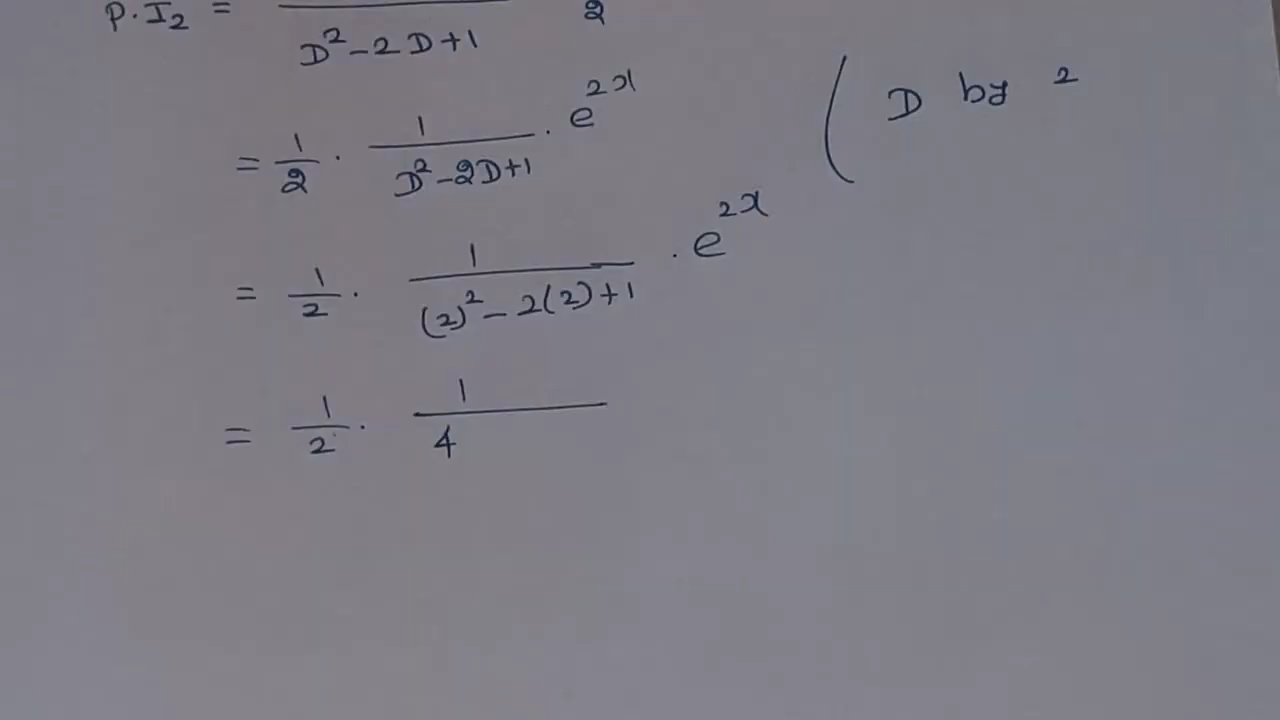 P.I₂ = ――― 2
D² - 2D + 1
= 1/2 · 1/(D² - 2D + 1) · e^(2x) ( D by 2
= 1/2 · 1/((2)² - 2(2) + 1) · e^(2x)
= 1/2 · 1/4